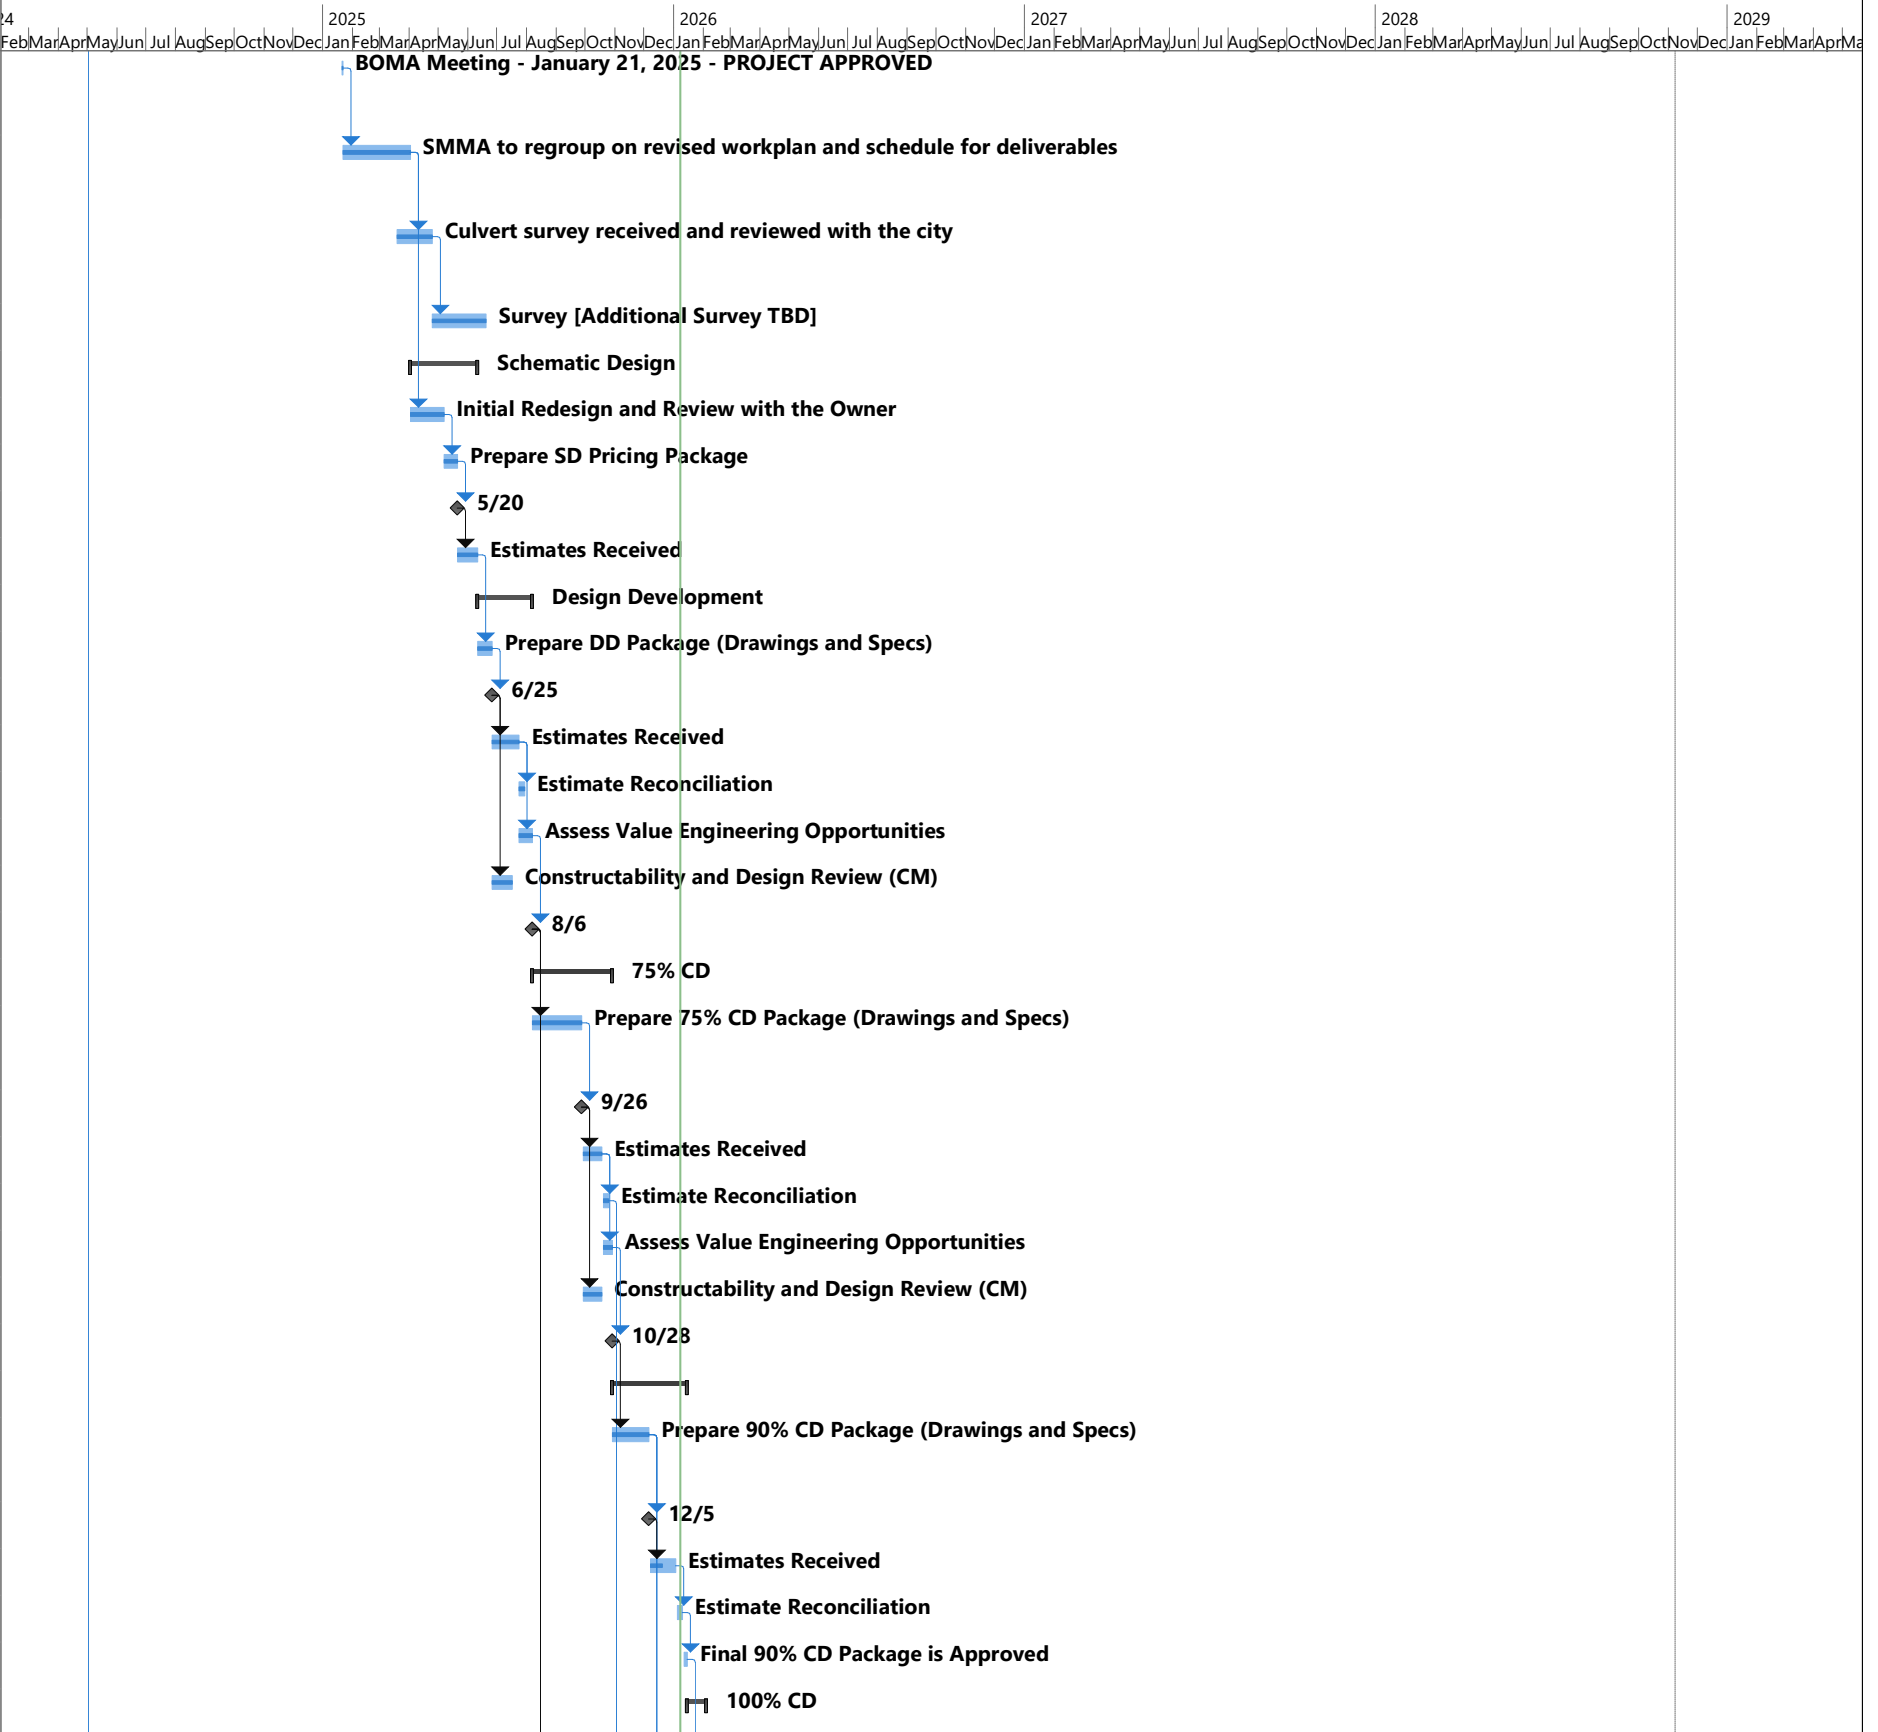 24 2025 2026 2027 2028 2029
Feb Mar Apr May Jun Jul Aug Sep Oct Nov Dec Jan Feb Mar Apr May Jun Jul Aug Sep Oct Nov Dec Jan Feb Mar Apr May Jun Jul Aug Sep Oct Nov Dec Jan Feb Mar Apr May Jun Jul Aug Sep Oct Nov Dec Jan Feb Mar Apr May Jun Jul Aug Sep Oct Nov Dec Jan Feb Mar Apr Ma
BOMA Meeting - January 21, 2025 - PROJECT APPROVED
SMMA to regroup on revised workplan and schedule for deliverables
Culvert survey received and reviewed with the city
Survey [Additional Survey TBD]
Schematic Design
Initial Redesign and Review with the Owner
Prepare SD Pricing Package
5/20
Estimates Received
Design Development
Prepare DD Package (Drawings and Specs)
6/25
Estimates Received
Estimate Reconciliation
Assess Value Engineering Opportunities
Constructability and Design Review (CM)
8/6
75% CD
Prepare 75% CD Package (Drawings and Specs)
9/26
Estimates Received
Estimate Reconciliation
Assess Value Engineering Opportunities
Constructability and Design Review (CM)
10/28
Prepare 90% CD Package (Drawings and Specs)
12/5
Estimates Received
Estimate Reconciliation
Final 90% CD Package is Approved
100% CD